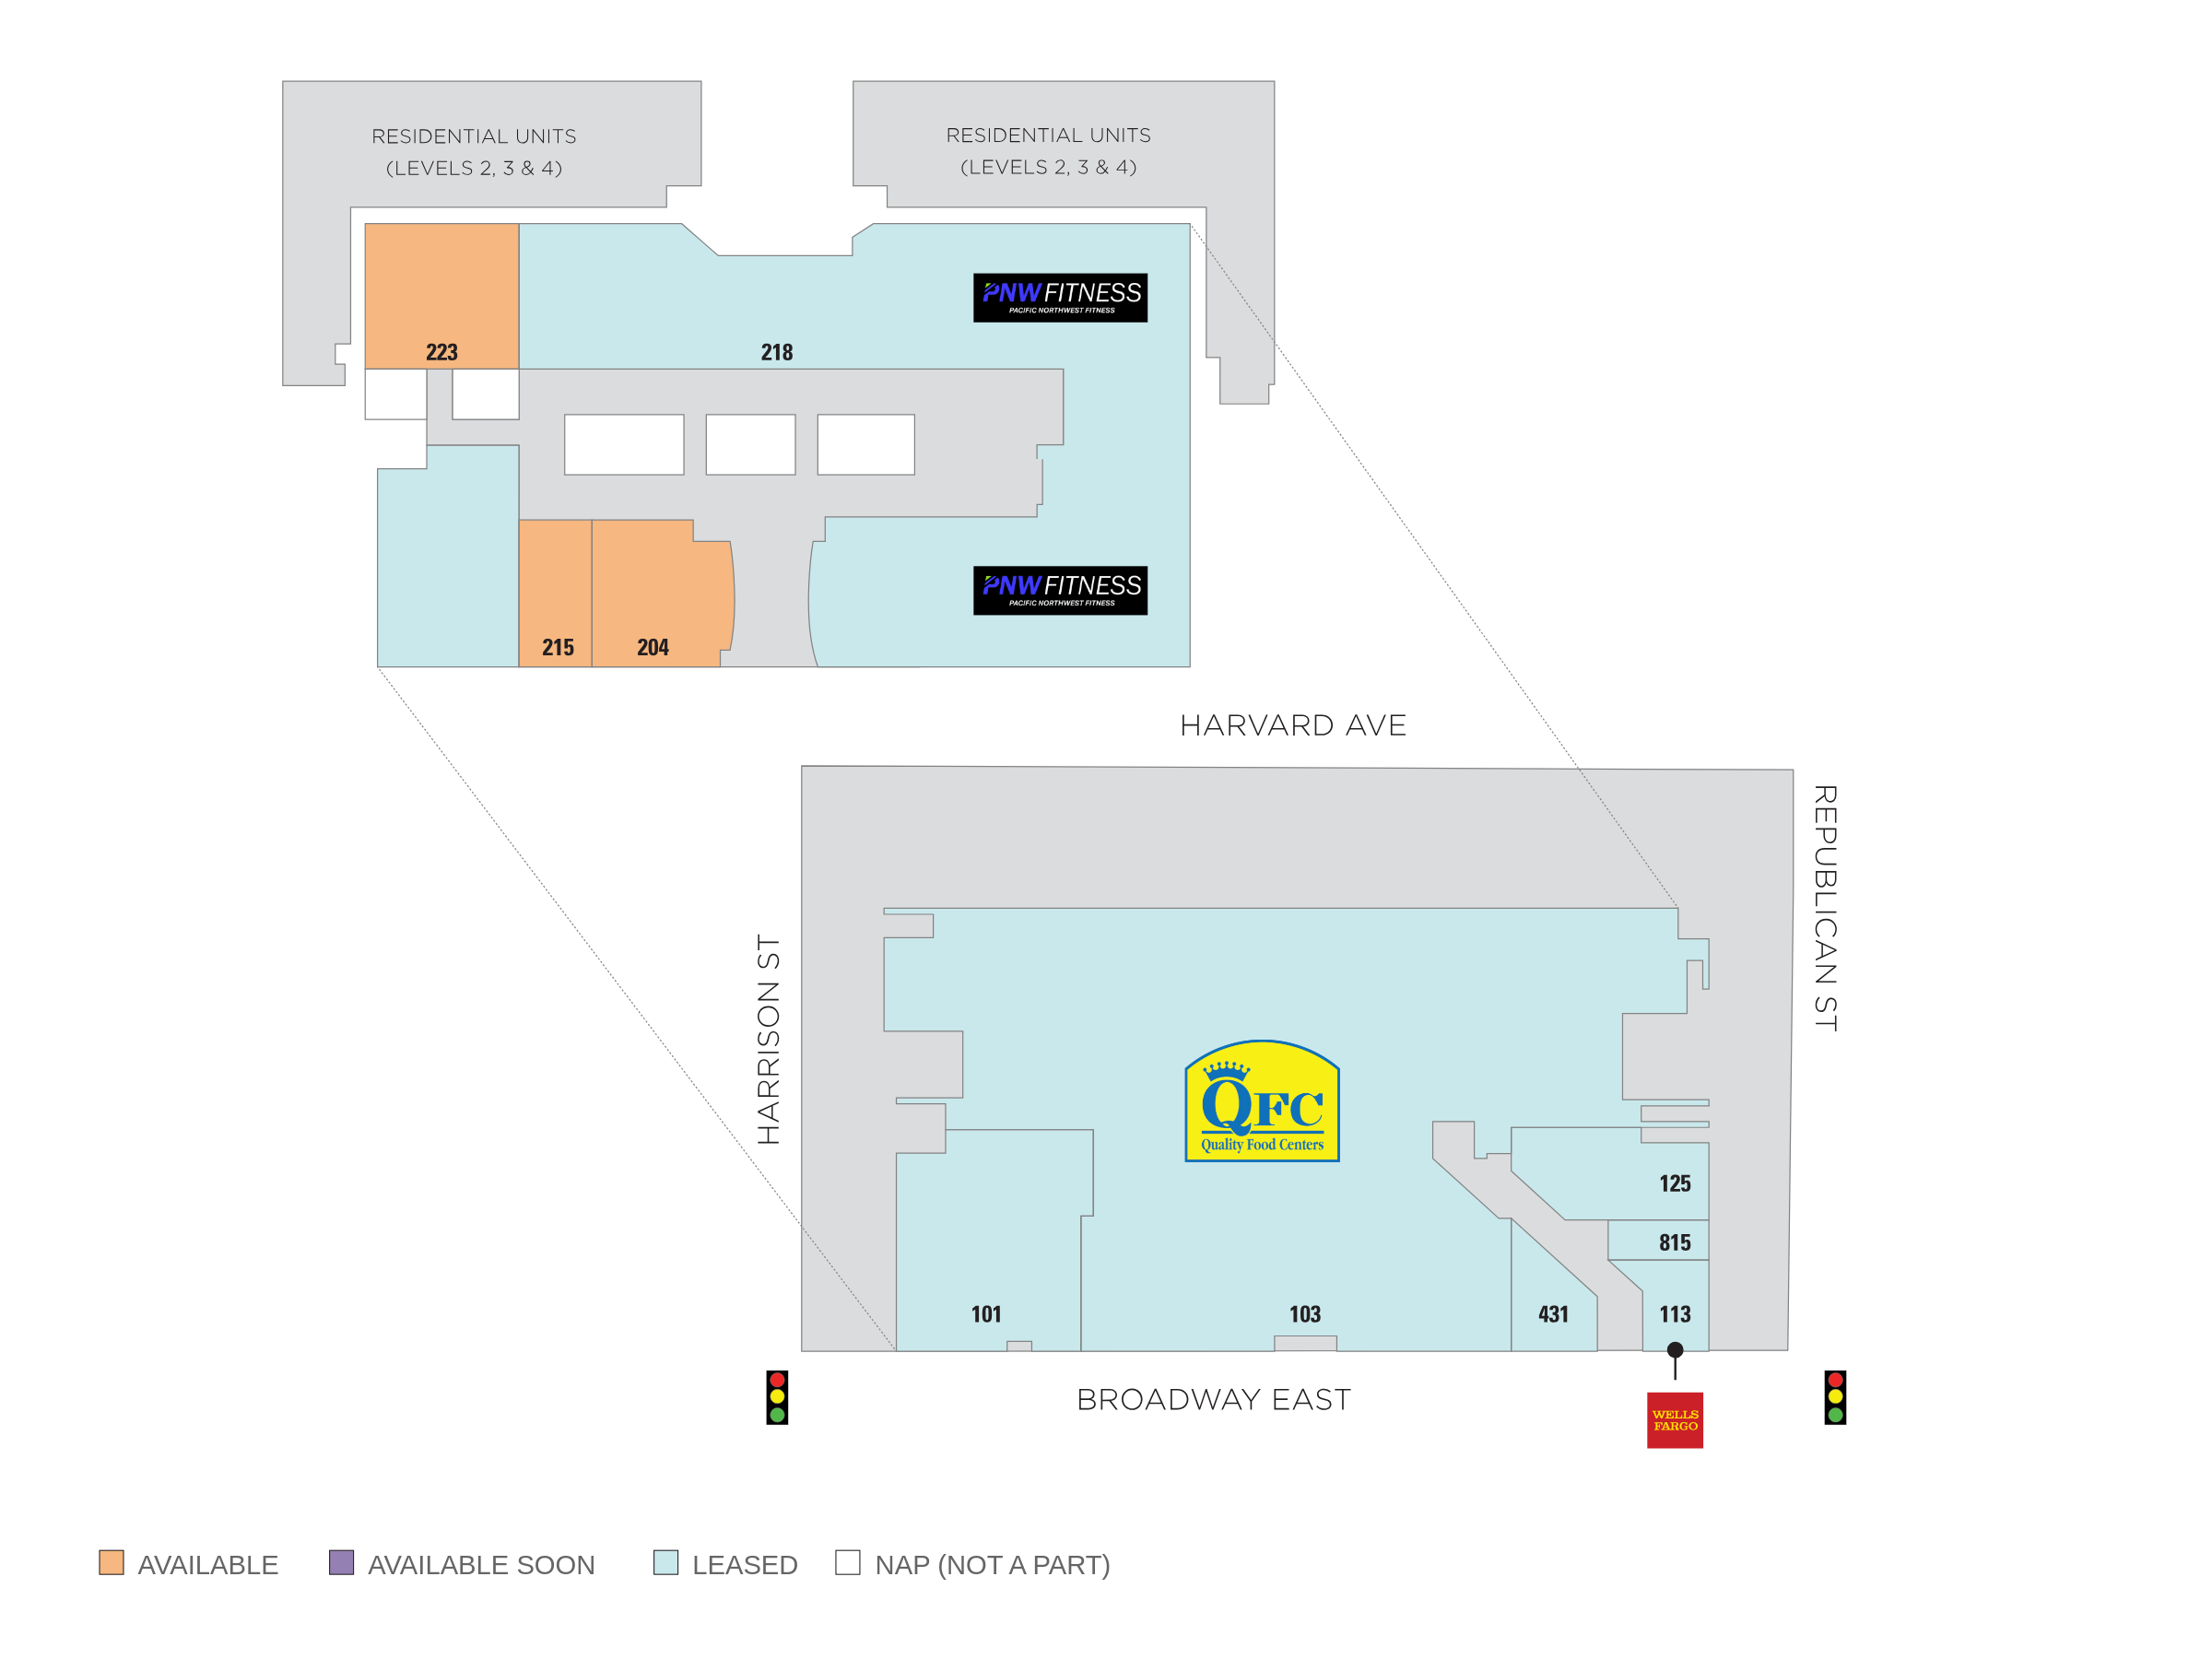 RESIDENTIAL UNITS
(LEVELS 2, 3 & 4)
RESIDENTIAL UNITS
(LEVELS 2, 3 & 4)
PNW FITNESS
PACIFIC NORTHWEST FITNESS
223
218
PNW FITNESS
PACIFIC NORTHWEST FITNESS
215
204
HARVARD AVE
REPUBLICAN ST
HARRISON ST
QFC
Quality Food Centers
125
815
101
103
431
113
BROADWAY EAST
WELLS
FARGO
AVAILABLE
AVAILABLE SOON
LEASED
NAP (NOT A PART)